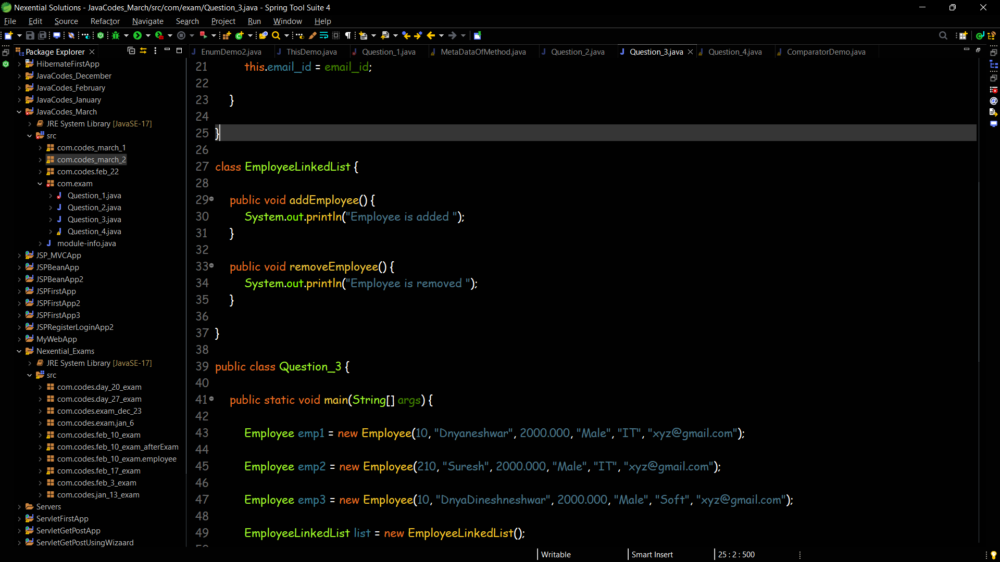 Nexential Solutions - JavaCodes_March/src/com/exam/Question_3.java - Spring Tool Suite 4
File Edit Source Refactor Navigate Search Project Run Window Help
Package Explorer
EnumDemo2.java ThisDemo.java Question_1.java MetaDataOfMethod.java Question_2.java Question_3.java Question_4.java ComparatorDemo.java
HibernateFirstApp
JavaCodes_December
JavaCodes_February
JavaCodes_January
JavaCodes_March
JRE System Library [JavaSE-17]
src
com.codes_march_1
com.codes_march_2
com.codes.feb_22
com.exam
Question_1.java
Question_2.java
Question_3.java
Question_4.java
module-info.java
JSP_MVCApp
JSPBeanApp
JSPBeanApp2
JSPFirstApp
JSPFirstApp2
JSPFirstApp3
JSPRegisterLoginApp2
MyWebApp
Nexential_Exams
JRE System Library [JavaSE-17]
src
com.codes.day_20_exam
com.codes.day_27_exam
com.codes.exam_dec_23
com.codes.exam.jan_6
com.codes.feb_10_exam
com.codes.feb_10_exam_afterExam
com.codes.feb_10_exam.employee
com.codes.feb_17_exam
com.codes.feb_3_exam
com.codes.jan_13_exam
Servers
ServletFirstApp
ServletGetPostApp
ServletGetPostUsingWizaard
21 this.email_id = email_id;
22
23 }
24
25 }
26
27 class EmployeeLinkedList {
28
29 public void addEmployee() {
30 System.out.println("Employee is added ");
31 }
32
33 public void removeEmployee() {
34 System.out.println("Employee is removed ");
35 }
36
37 }
38
39 public class Question_3 {
40
41 public static void main(String[] args) {
42
43 Employee emp1 = new Employee(10, "Dnyaneshwar", 2000.000, "Male", "IT", "xyz@gmail.com");
44
45 Employee emp2 = new Employee(210, "Suresh", 2000.000, "Male", "IT", "xyz@gmail.com");
46
47 Employee emp3 = new Employee(10, "DnyaDineshneshwar", 2000.000, "Male", "Soft", "xyz@gmail.com");
48
49 EmployeeLinkedList list = new EmployeeLinkedList();
Writable Smart Insert 25 : 2 : 500